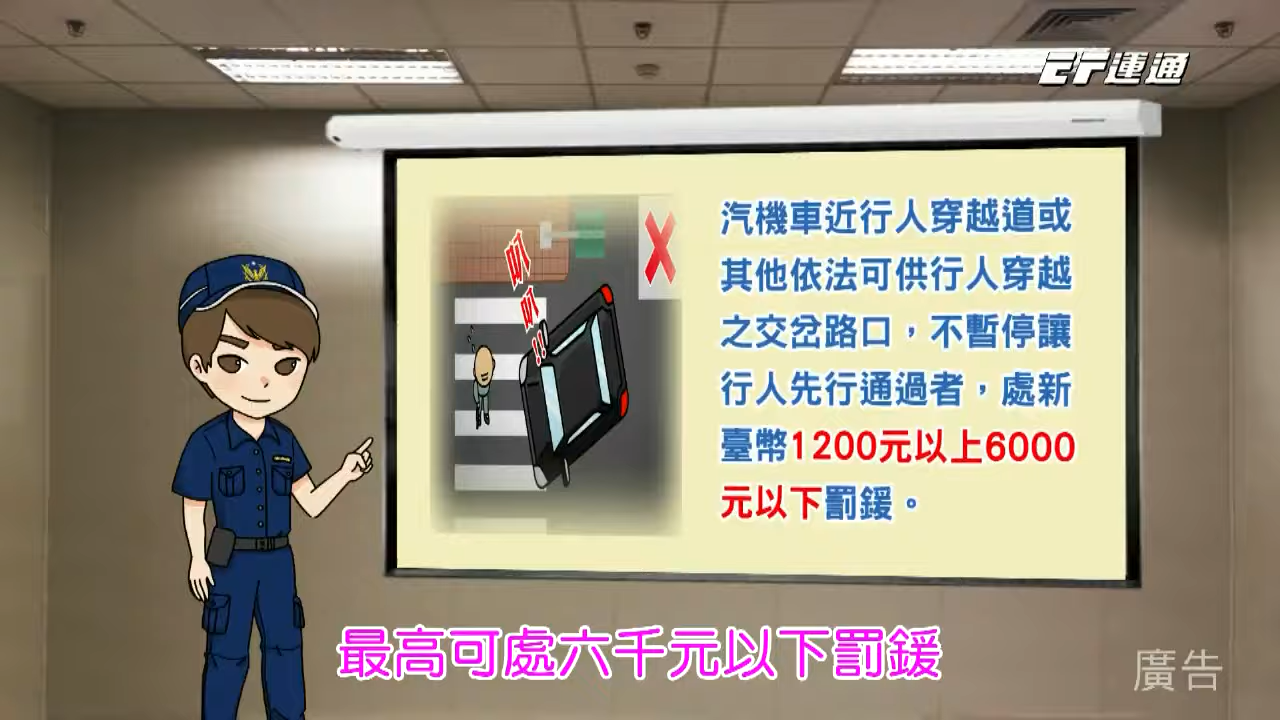 ET運通
汽機車近行人穿越道或
其他依法可供行人穿越
之交岔路口，不暫停讓
行人先行通過者，處新
臺幣1200元以上6000
元以下罰鍰。
叭
叭
!!
最高可處六千元以下罰鍰
廣告